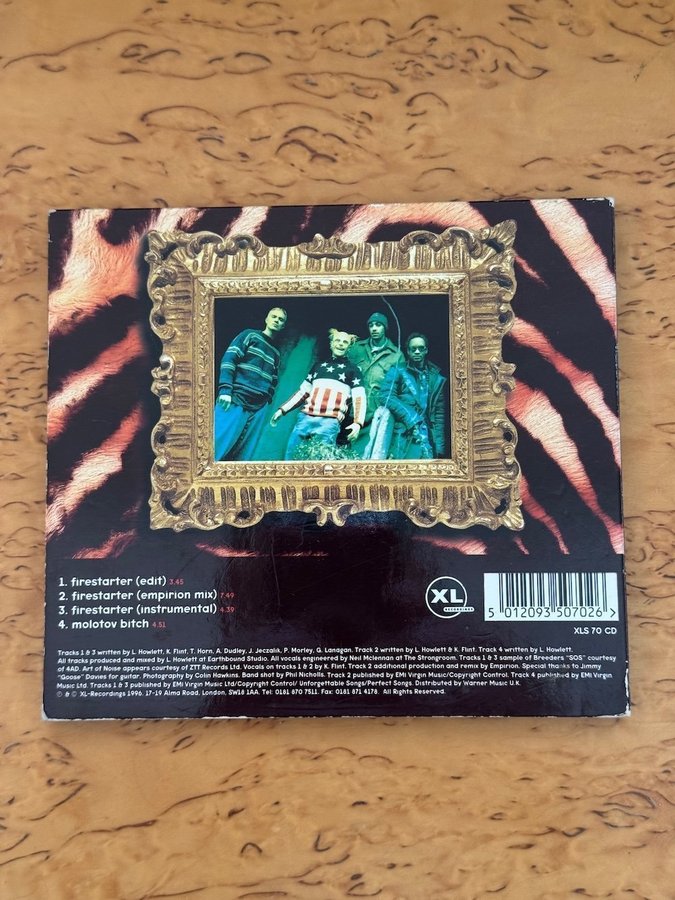 1. firestarter (edit) 3.45
2. firestarter (empirion mix) 7.49
3. firestarter (instrumental) 4.39
4. molotov bitch 4.51
XL
RECORDINGS
5 012093 507026 >
XLS 70 CD
Tracks 1 & 3 written by L. Howlett, K. Flint, T. Horn, A. Dudley, J. Jeczalik, P. Morley, G. Lanagan. Track 2 written by L. Howlett & K. Flint. Track 4 written by L. Howlett.
All tracks produced and mixed by L. Howlett at Earthbound Studio. All vocals engineered by Neil Mclennan at The Strongroom. Tracks 1 & 3 sample of Breeders "SOS" courtesy
of 4AD. Art of Noise appears courtesy of ZTT Records Ltd. Vocals on tracks 1 & 2 by K. Flint. Track 2 additional production and remix by Empirion. Special thanks to Jimmy
"Goose" Davies for guitar. Photography by Colin Hawkins. Band shot by Phil Nicholls. Track 2 published by EMI Virgin Music/Copyright Control. Track 4 published by EMI Virgin
Music Ltd. Tracks 1 & 3 published by EMI Virgin Music Ltd/Copyright Control/ Unforgettable Songs/Perfect Songs. Distributed by Warner Music U.K.
℗ & © XL-Recordings 1996. 17-19 Alma Road, London, SW18 1AA. Tel: 0181 870 7511. Fax: 0181 871 4178. All Rights Reserved.